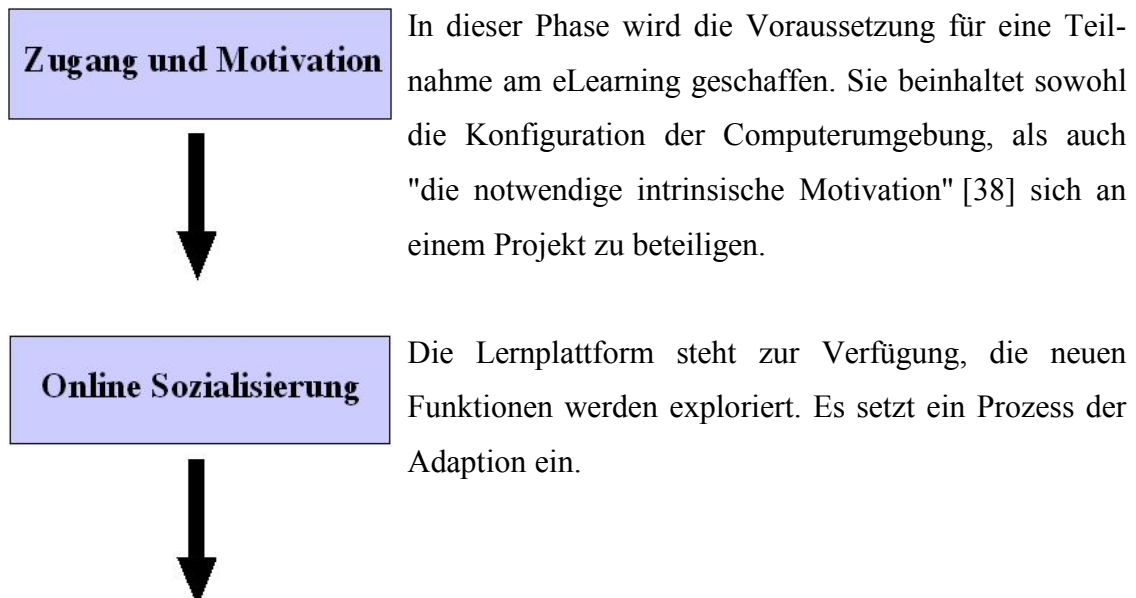 Zugang und Motivation
In dieser Phase wird die Voraussetzung für eine Teil-
nahme am eLearning geschaffen. Sie beinhaltet sowohl
die Konfiguration der Computerumgebung, als auch
"die notwendige intrinsische Motivation" [38] sich an
einem Projekt zu beteiligen.
Online Sozialisierung
Die Lernplattform steht zur Verfügung, die neuen
Funktionen werden exploriert. Es setzt ein Prozess der
Adaption ein.